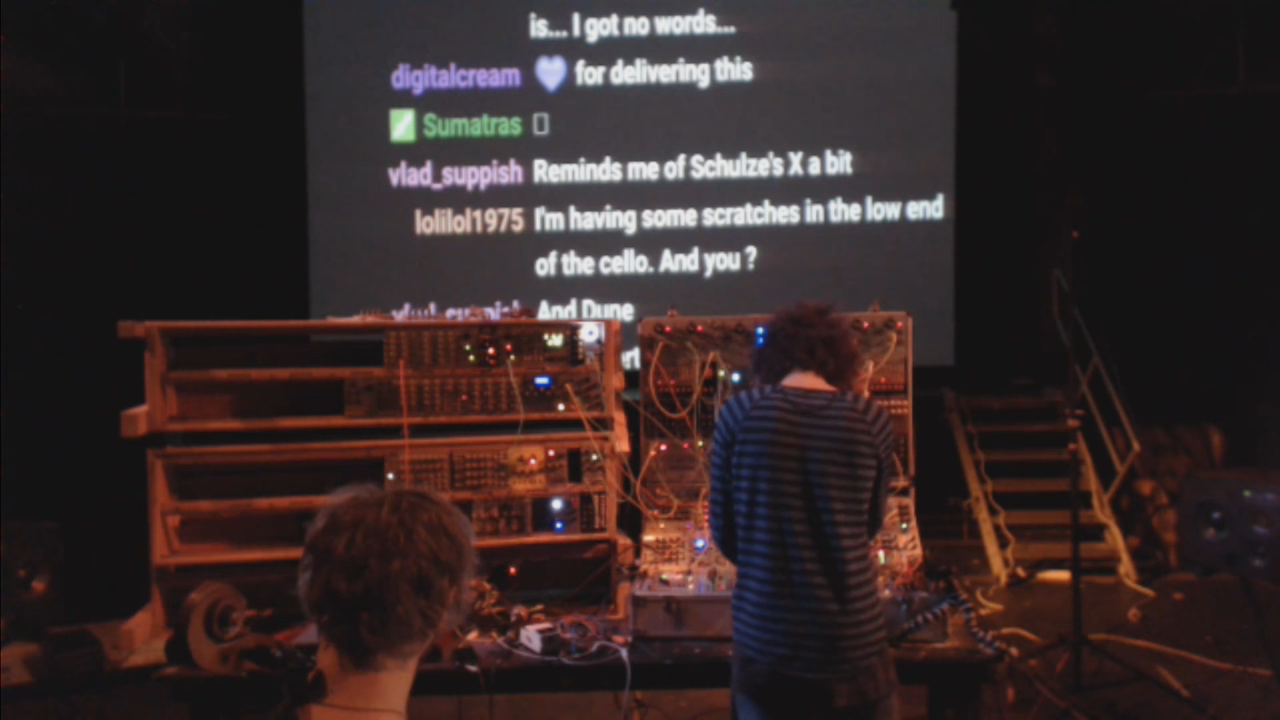 is... I got no words...
digitalcream 💜 for delivering this
Sumatras
vlad_suppish Reminds me of Schulze's X a bit
lolilol1975 I'm having some scratches in the low end
of the cello. And you ?
vlad_suppish And Dune